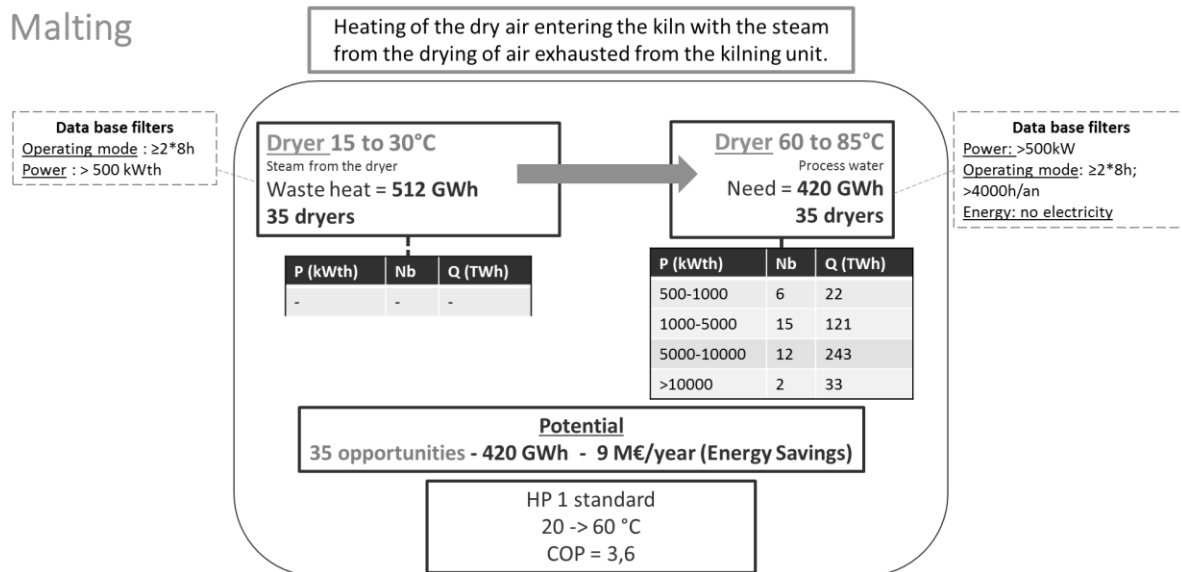 Malting
Heating of the dry air entering the kiln with the steam
from the drying of air exhausted from the kilning unit.
Data base filters
Operating mode : ≥2*8h
Power : > 500 kWth
Dryer 15 to 30°C
Steam from the dryer
Waste heat = 512 GWh
35 dryers
Dryer 60 to 85°C
Process water
Need = 420 GWh
35 dryers
Data base filters
Power: >500kW
Operating mode: ≥2*8h;
>4000h/an
Energy: no electricity
P (kWth) Nb Q (TWh)
- - -
P (kWth) Nb Q (TWh)
500-1000 6 22
1000-5000 15 121
5000-10000 12 243
>10000 2 33
Potential
35 opportunities - 420 GWh - 9 M€/year (Energy Savings)
HP 1 standard
20 -> 60 °C
COP = 3,6